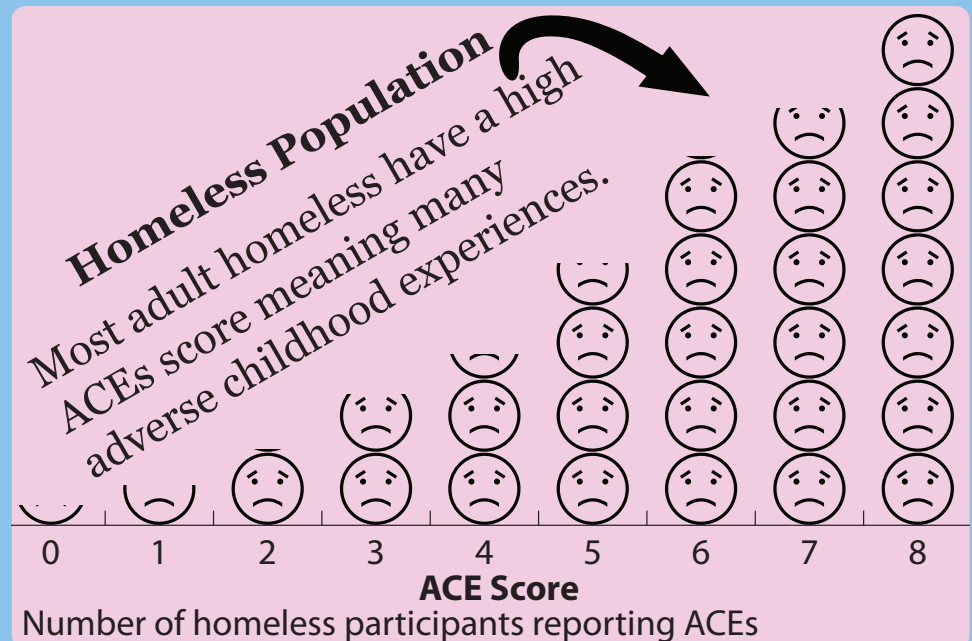 Homeless Population
Most adult homeless have a high
ACEs score meaning many
adverse childhood experiences.
0 1 2 3 4 5 6 7 8
ACE Score
Number of homeless participants reporting ACEs